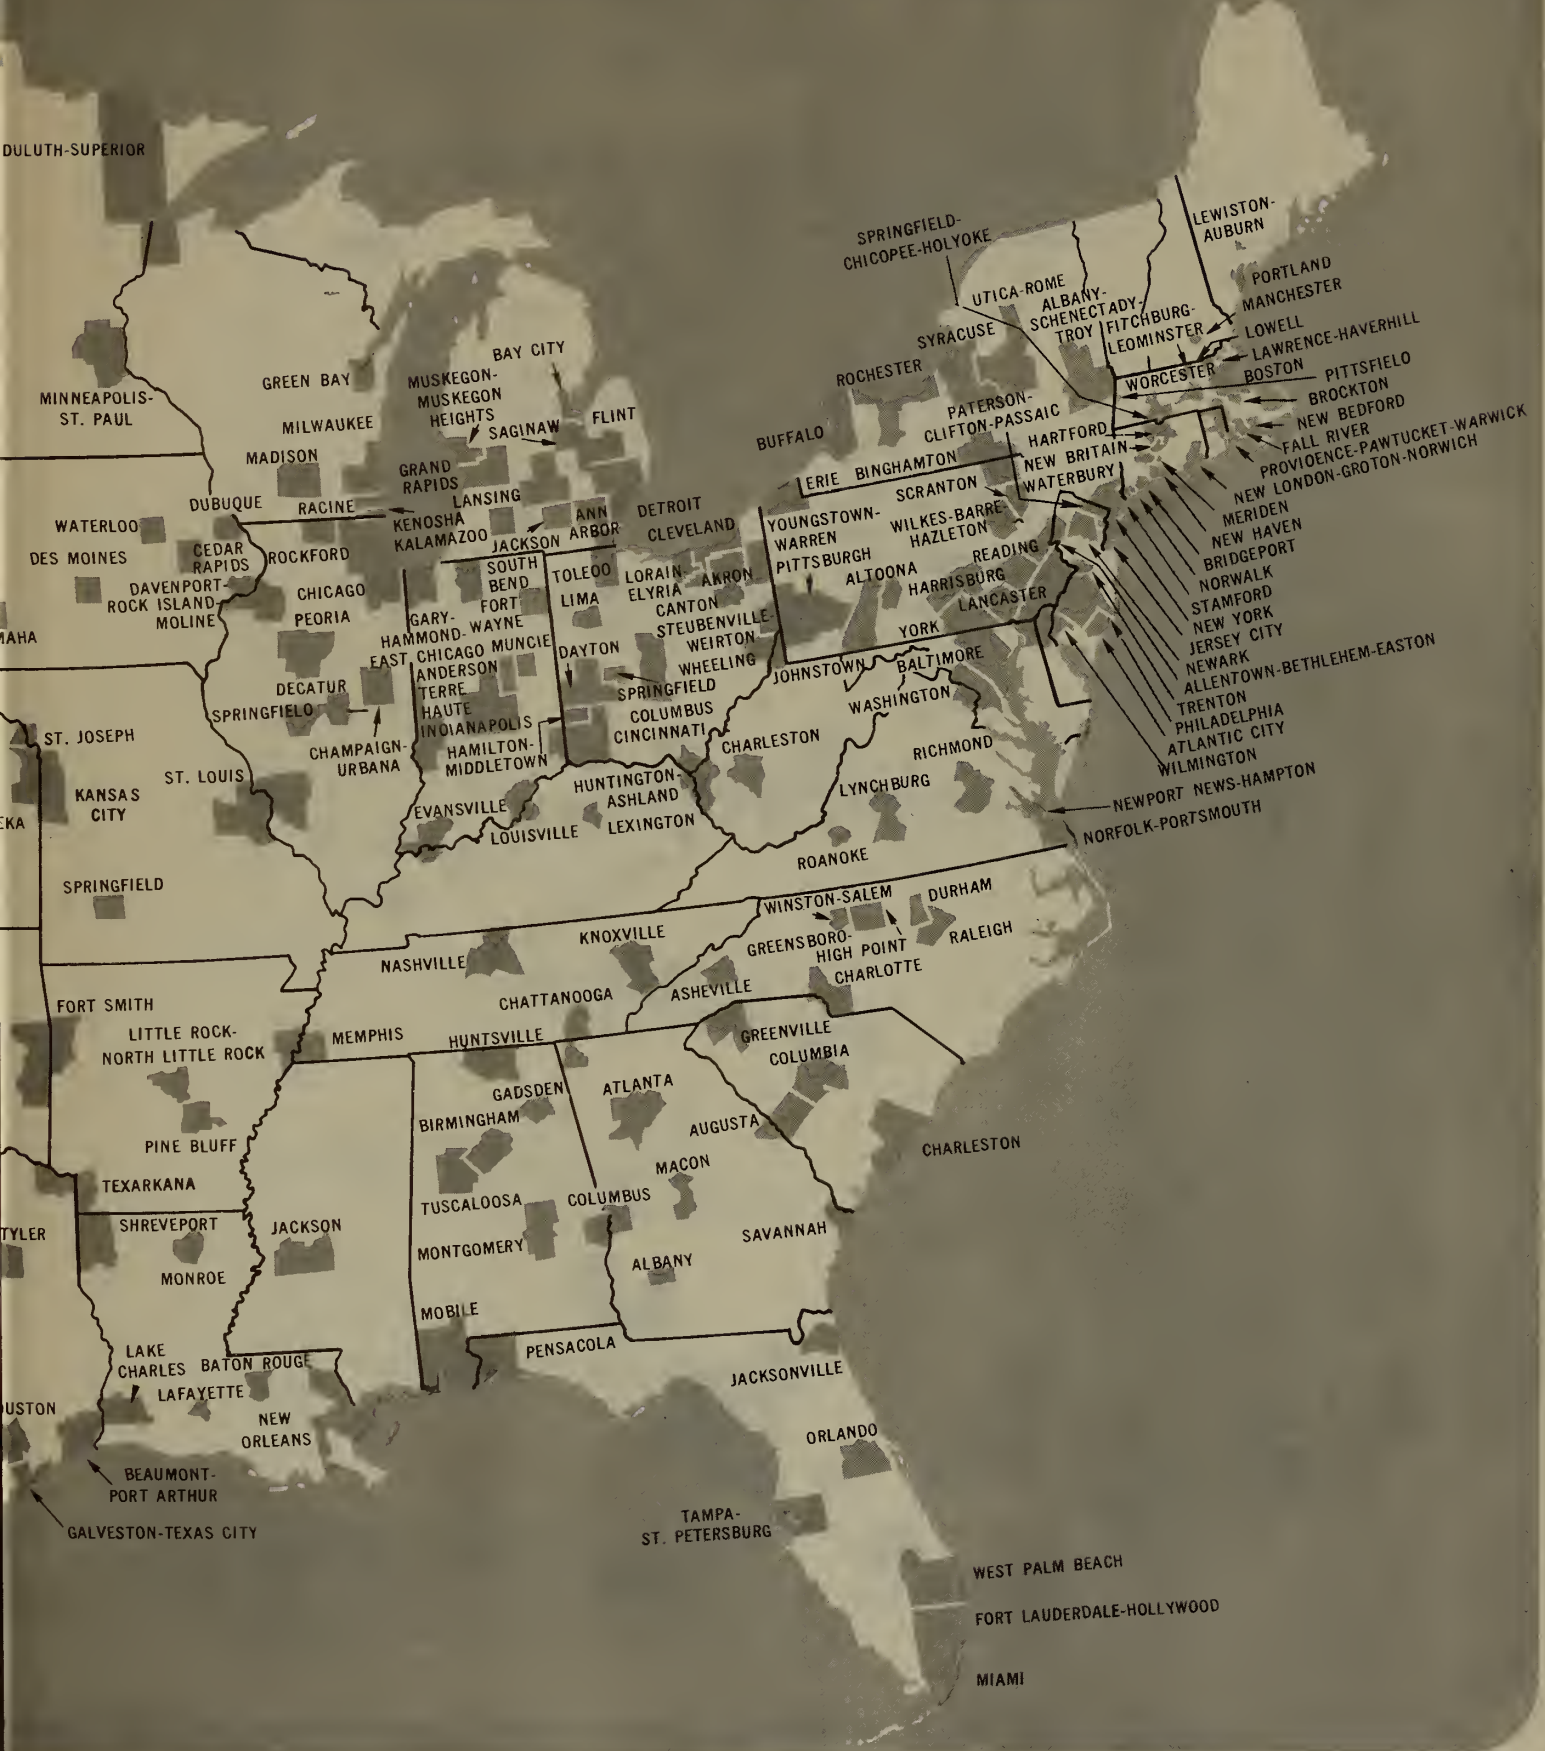 DULUTH-SUPERIOR
MINNEAPOLIS-
ST. PAUL
GREEN BAY
MILWAUKEE
MADISON
DUBUQUE
RACINE
WATERLOO
DES MOINES
CEDAR
RAPIDS
ROCKFORD
DAVENPORT-
ROCK ISLAND-
MOLINE
CHICAGO
PEORIA
DECATUR
SPRINGFIELD
CHAMPAIGN-
URBANA
ST. JOSEPH
KANSAS
CITY
ST. LOUIS
SPRINGFIELD
BAY CITY
MUSKEGON-
MUSKEGON
HEIGHTS
SAGINAW
FLINT
GRAND
RAPIDS
LANSING
KENOSHA
KALAMAZOO
JACKSON
ANN
ARBOR
DETROIT
CLEVELAND
SOUTH
BEND
FORT
WAYNE
TOLEDO
LIMA
LORAIN-
ELYRIA
AKRON
CANTON
STEUBENVILLE-
WEIRTON
WHEELING
GARY-
HAMMOND-
EAST CHICAGO
MUNCIE
ANDERSON
TERRE
HAUTE
INDIANAPOLIS
DAYTON
SPRINGFIELD
COLUMBUS
CINCINNATI
HAMILTON-
MIDDLETOWN
EVANSVILLE
LOUISVILLE
HUNTINGTON-
ASHLAND
LEXINGTON
CHARLESTON
SPRINGFIELD-
CHICOPEE-HOLYOKE
UTICA-ROME
ALBANY-
SCHENECTADY-
TROY
SYRACUSE
ROCHESTER
BUFFALO
FITCHBURG-
LEOMINSTER
LEWISTON-
AUBURN
PORTLAND
MANCHESTER
LOWELL
LAWRENCE-HAVERHILL
BOSTON
WORCESTER
PITTSFIELD
BROCKTON
NEW BEDFORD
FALL RIVER
PROVIDENCE-PAWTUCKET-WARWICK
NEW LONDON-GROTON-NORWICH
MERIDEN
NEW HAVEN
BRIDGEPORT
NORWALK
STAMFORD
NEW YORK
JERSEY CITY
NEWARK
ALLENTOWN-BETHLEHEM-EASTON
TRENTON
PHILADELPHIA
ATLANTIC CITY
WILMINGTON
PATERSON-
CLIFTON-PASSAIC
HARTFORD
NEW BRITAIN
WATERBURY
ERIE
BINGHAMTON
SCRANTON
WILKES-BARRE-
HAZLETON
YOUNGSTOWN-
WARREN
PITTSBURGH
ALTOONA
READING
HARRISBURG
LANCASTER
YORK
JOHNSTOWN
BALTIMORE
WASHINGTON
RICHMOND
LYNCHBURG
ROANOKE
NEWPORT NEWS-HAMPTON
NORFOLK-PORTSMOUTH
WINSTON-SALEM
DURHAM
GREENSBORO-
HIGH POINT
RALEIGH
CHARLOTTE
ASHEVILLE
KNOXVILLE
NASHVILLE
CHATTANOOGA
MEMPHIS
HUNTSVILLE
FORT SMITH
LITTLE ROCK-
NORTH LITTLE ROCK
PINE BLUFF
TEXARKANA
SHREVEPORT
MONROE
JACKSON
TYLER
GREENVILLE
COLUMBIA
GADSDEN
BIRMINGHAM
ATLANTA
AUGUSTA
CHARLESTON
MACON
TUSCALOOSA
COLUMBUS
MONTGOMERY
ALBANY
SAVANNAH
MOBILE
PENSACOLA
JACKSONVILLE
LAKE
CHARLES
BATON ROUGE
LAFAYETTE
NEW
ORLEANS
BEAUMONT-
PORT ARTHUR
GALVESTON-TEXAS CITY
ORLANDO
TAMPA-
ST. PETERSBURG
WEST PALM BEACH
FORT LAUDERDALE-HOLLYWOOD
MIAMI